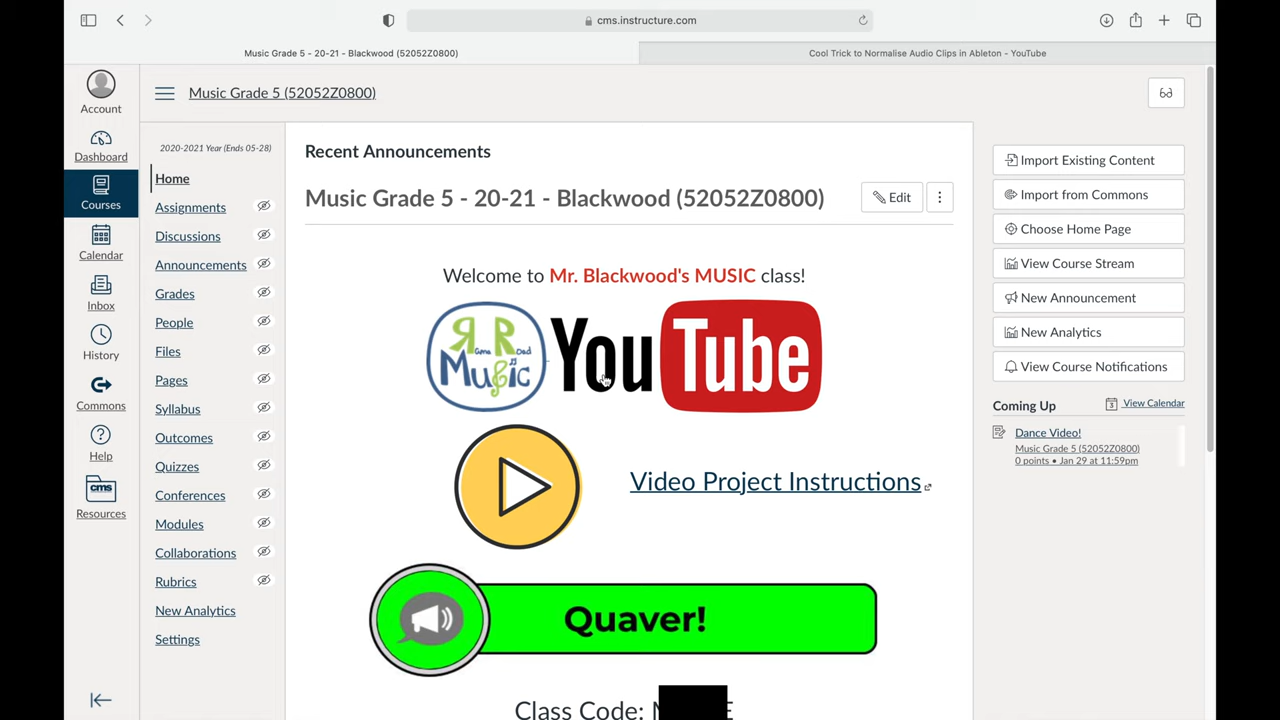 cms.instructure.com
Music Grade 5 - 20-21 - Blackwood (52052Z0800)
Cool Trick to Normalise Audio Clips in Ableton - YouTube
Account
Dashboard
Courses
Calendar
Inbox
History
Commons
Help
cms
Resources
Music Grade 5 (52052Z0800)
2020-2021 Year (Ends 05-28)
Home
Assignments
Discussions
Announcements
Grades
People
Files
Pages
Syllabus
Outcomes
Quizzes
Conferences
Modules
Collaborations
Rubrics
New Analytics
Settings
Recent Announcements
Music Grade 5 - 20-21 - Blackwood (52052Z0800)
Edit
Welcome to Mr. Blackwood's MUSIC class!
R R
Music
YouTube
Video Project Instructions
Quaver!
Class Code:
Import Existing Content
Import from Commons
Choose Home Page
View Course Stream
New Announcement
New Analytics
View Course Notifications
Coming Up
View Calendar
Dance Video!
Music Grade 5 (52052Z0800)
0 points • Jan 29 at 11:59pm